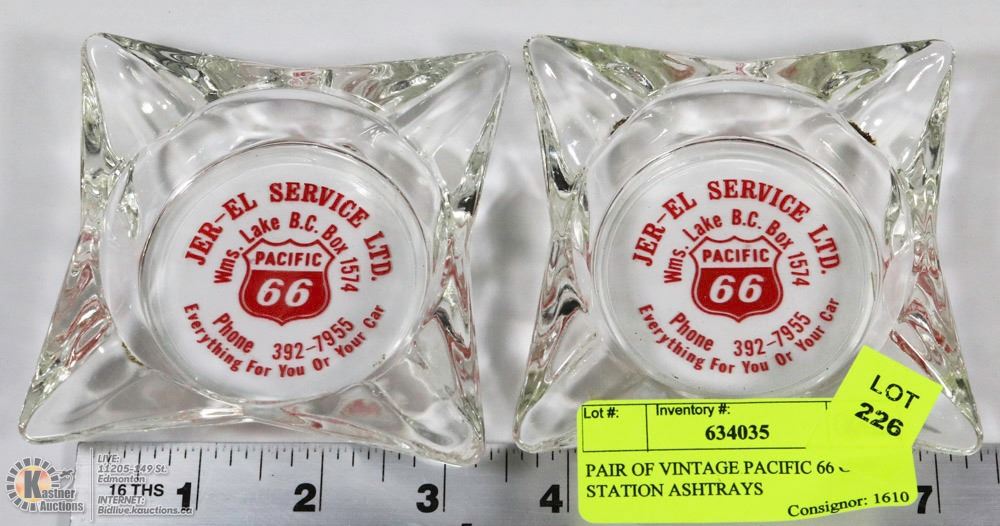 JER-EL SERVICE LTD.
Wms. Lake B.C. Box 1574
PACIFIC
66
Phone 392-7955
Everything For You Or Your Car
JER-EL SERVICE LTD.
Wms. Lake B.C. Box 1574
PACIFIC
66
Phone 392-7955
Everything For You Or Your Car
LOT
226
Lot #:
Inventory #:
634035
PAIR OF VINTAGE PACIFIC 66
STATION ASHTRAYS
Consignor: 1610
Kastner
Auctions
LIVE:
11205-149 St.
Edmonton
INTERNET:
Bidlive.kauctions.ca
16 THS 1 2 3 4 5 7